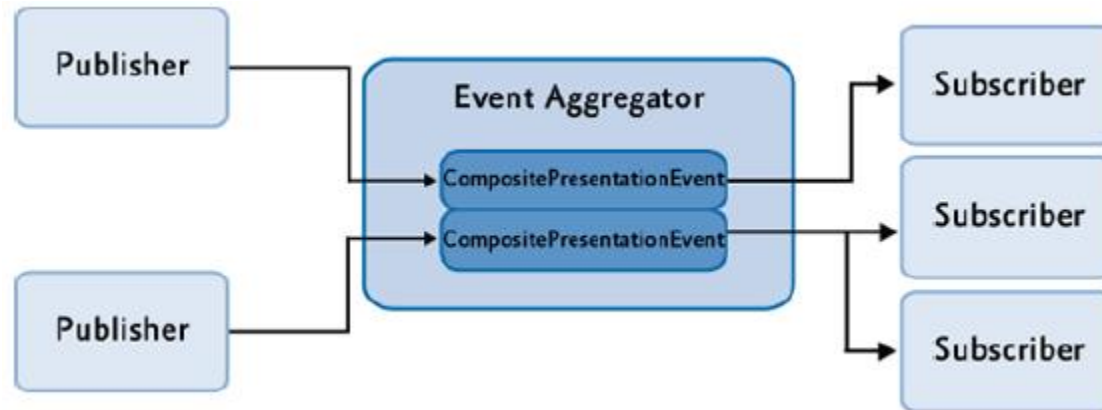 Publisher
Event Aggregator
Subscriber
CompositePresentationEvent
CompositePresentationEvent
Subscriber
Publisher
Subscriber